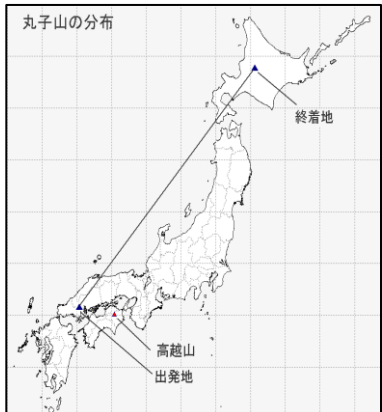 丸子山の分布
終着地
高越山
出発地